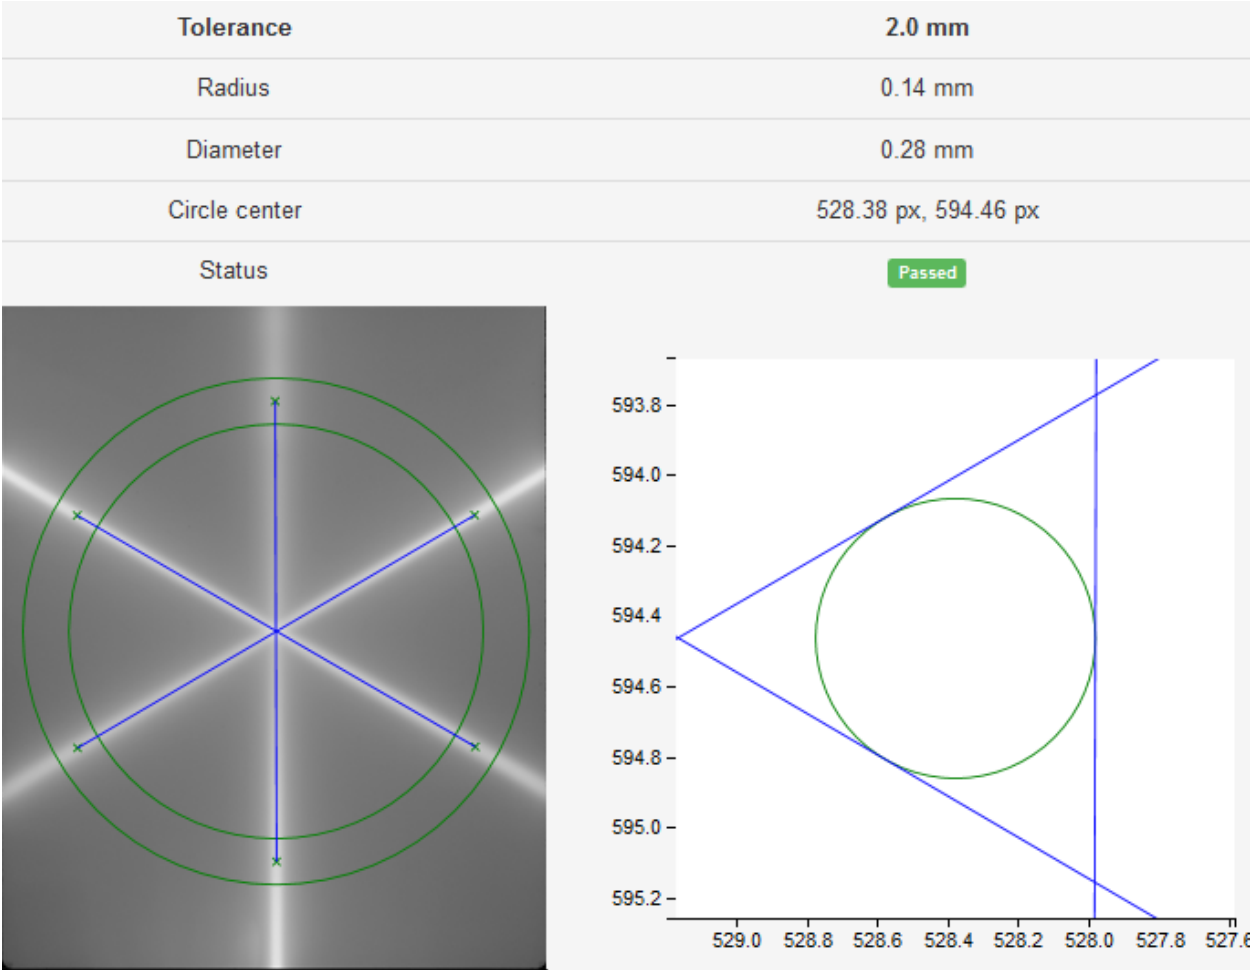 Tolerance 2.0 mm
Radius 0.14 mm
Diameter 0.28 mm
Circle center 528.38 px, 594.46 px
Status Passed
593.8
594.0
594.2
594.4
594.6
594.8
595.0
595.2
529.0 528.8 528.6 528.4 528.2 528.0 527.8 527.6